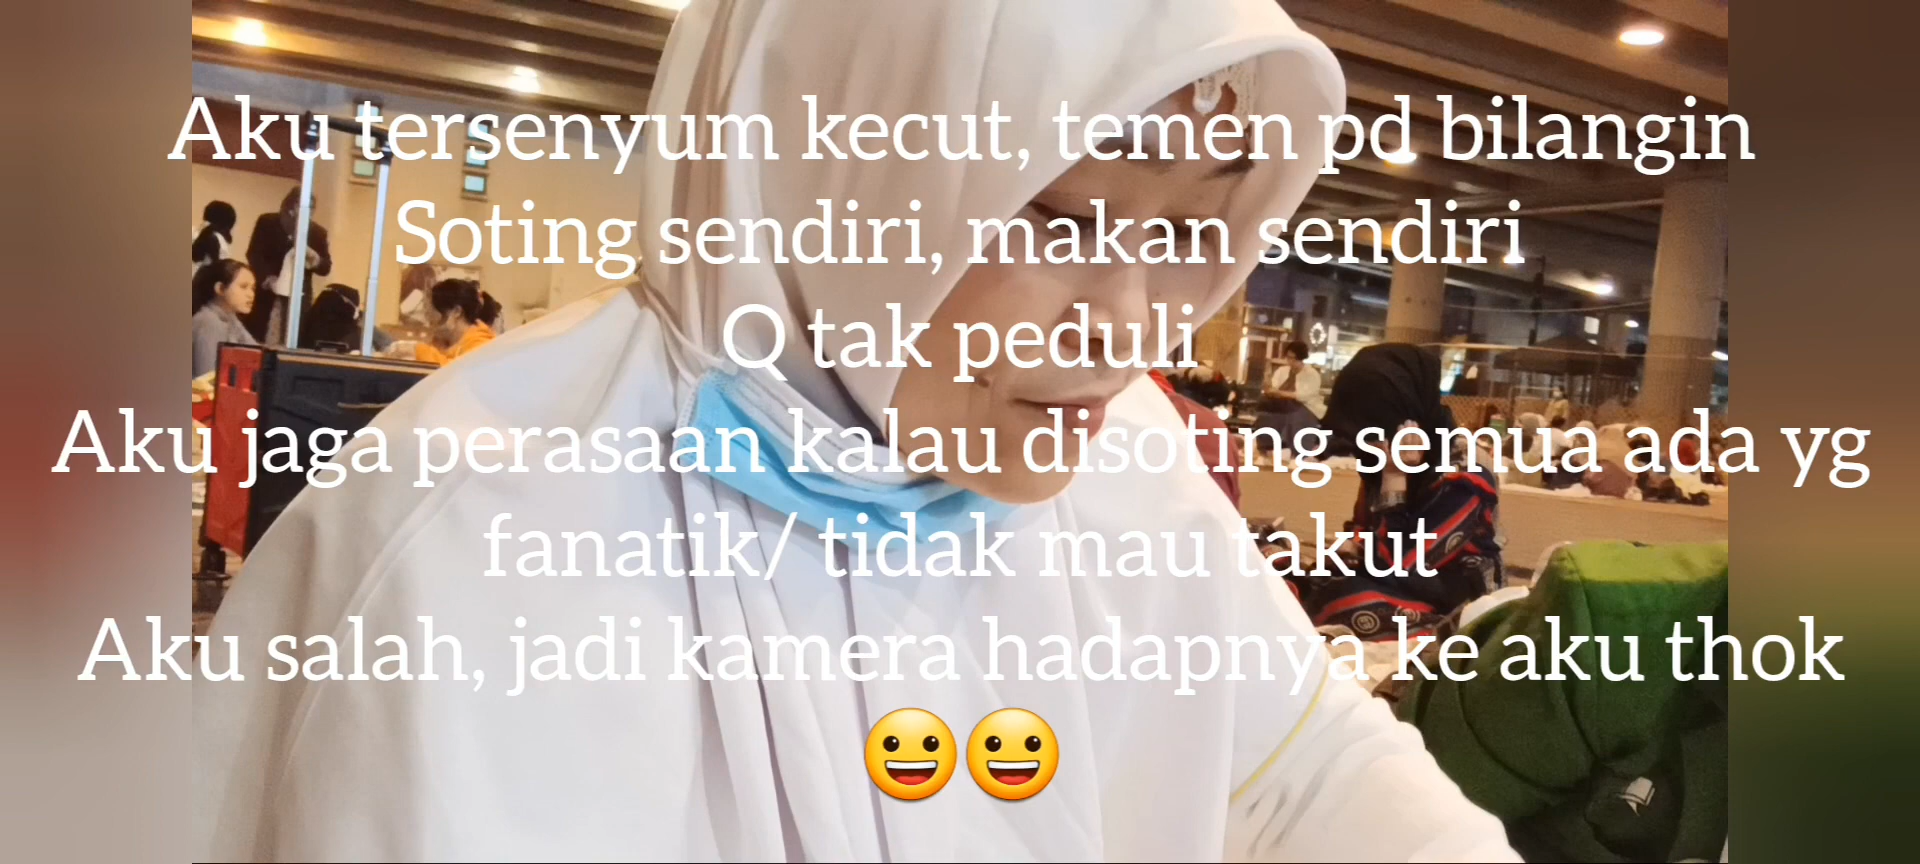 Aku tersenyum kecut, temen pd bilangin
Soting sendiri, makan sendiri
Q tak peduli
Aku jaga perasaan kalau disoting semua ada yg
fanatik/ tidak mau takut
Aku salah, jadi kamera hadapnya ke aku thok
😀😀